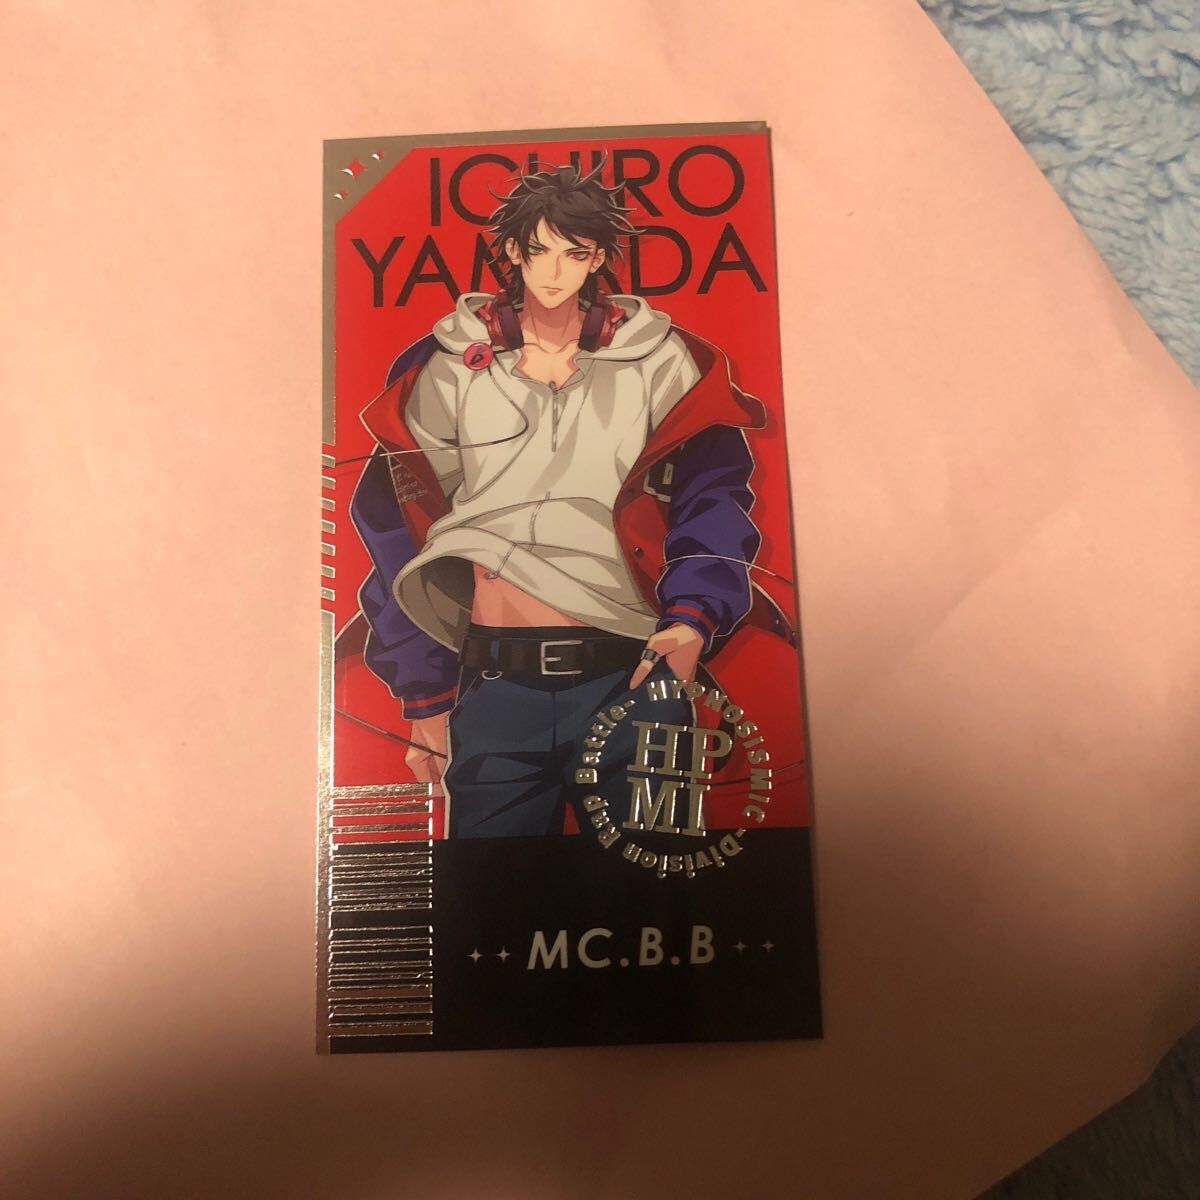 ICHIRO
YAMADA
HYPNOSISMIC -Division Rap Battle-
HP
MI
MC.B.B